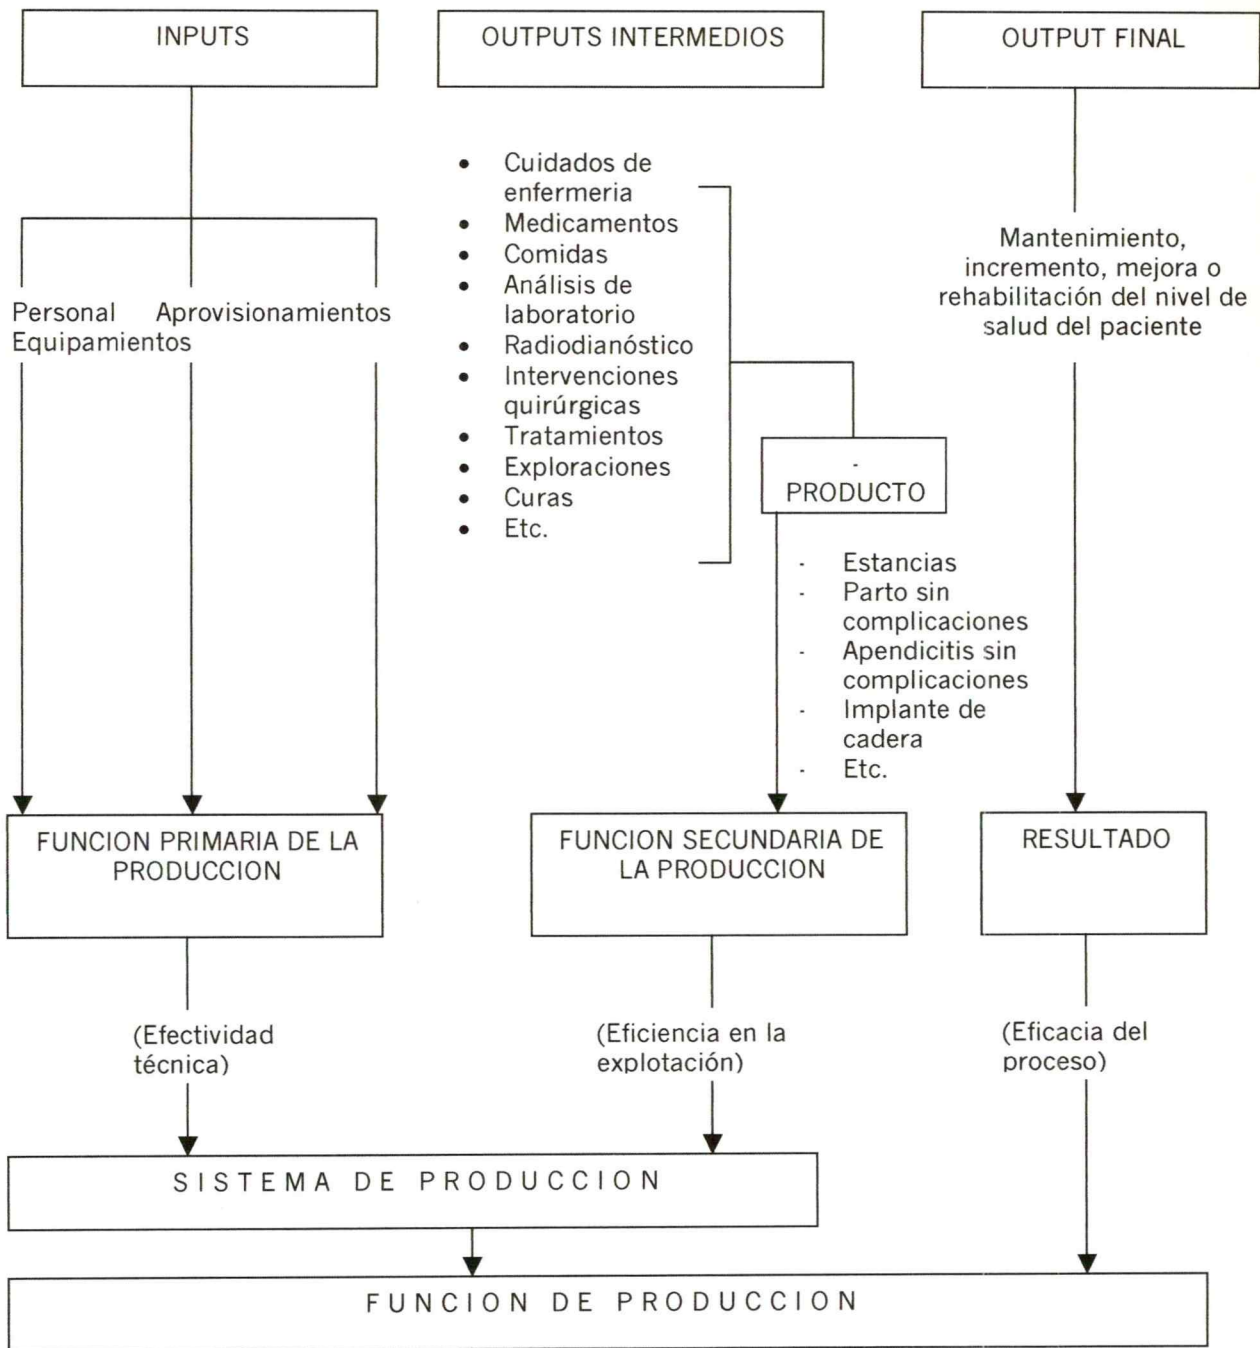 INPUTS
OUTPUTS INTERMEDIOS
OUTPUT FINAL
• Cuidados de
enfermeria
• Medicamentos
• Comidas
• Análisis de
laboratorio
• Radiodianóstico
• Intervenciones
quirúrgicas
• Tratamientos
• Exploraciones
• Curas
• Etc.
Mantenimiento,
incremento, mejora o
rehabilitación del nivel de
salud del paciente
Personal Aprovisionamientos
Equipamientos
-
PRODUCTO
- Estancias
- Parto sin
complicaciones
- Apendicitis sin
complicaciones
- Implante de
cadera
- Etc.
FUNCION PRIMARIA DE LA
PRODUCCION
FUNCION SECUNDARIA DE
LA PRODUCCION
RESULTADO
(Efectividad
técnica)
(Eficiencia en la
explotación)
(Eficacia del
proceso)
SISTEMA DE PRODUCCION
FUNCION DE PRODUCCION